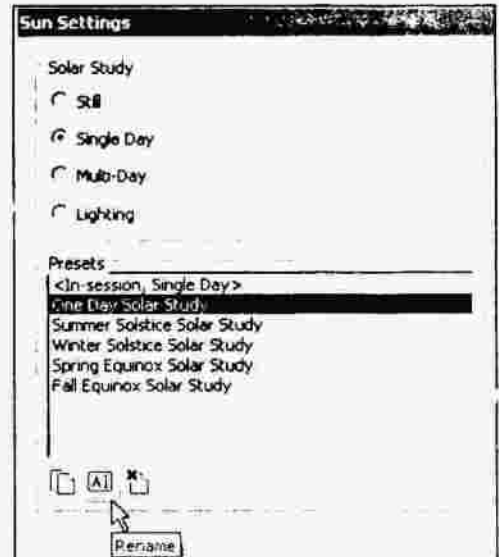 Sun Settings
Solar Study
Still
Single Day
Multi-Day
Lighting
Presets
<In-session, Single Day>
One Day Solar Study
Summer Solstice Solar Study
Winter Solstice Solar Study
Spring Equinox Solar Study
Fall Equinox Solar Study
AI
Rename